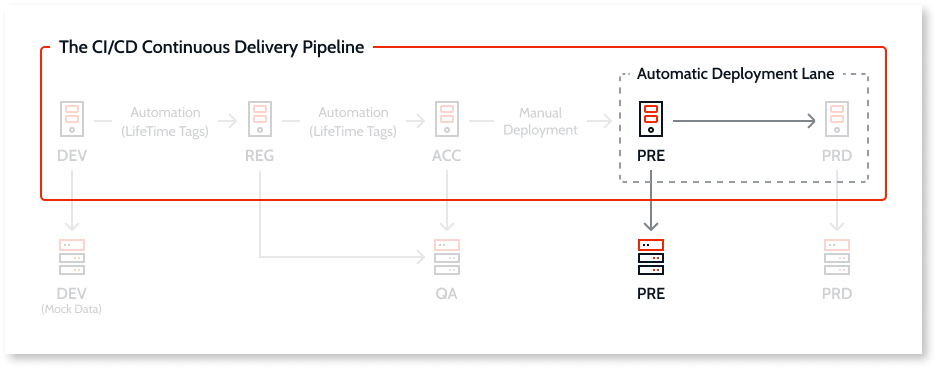 The CI/CD Continuous Delivery Pipeline
Automatic Deployment Lane
Automation
(LifeTime Tags)
Automation
(LifeTime Tags)
Manual
Deployment
DEV
REG
ACC
PRE
PRD
DEV
(Mock Data)
QA
PRE
PRD